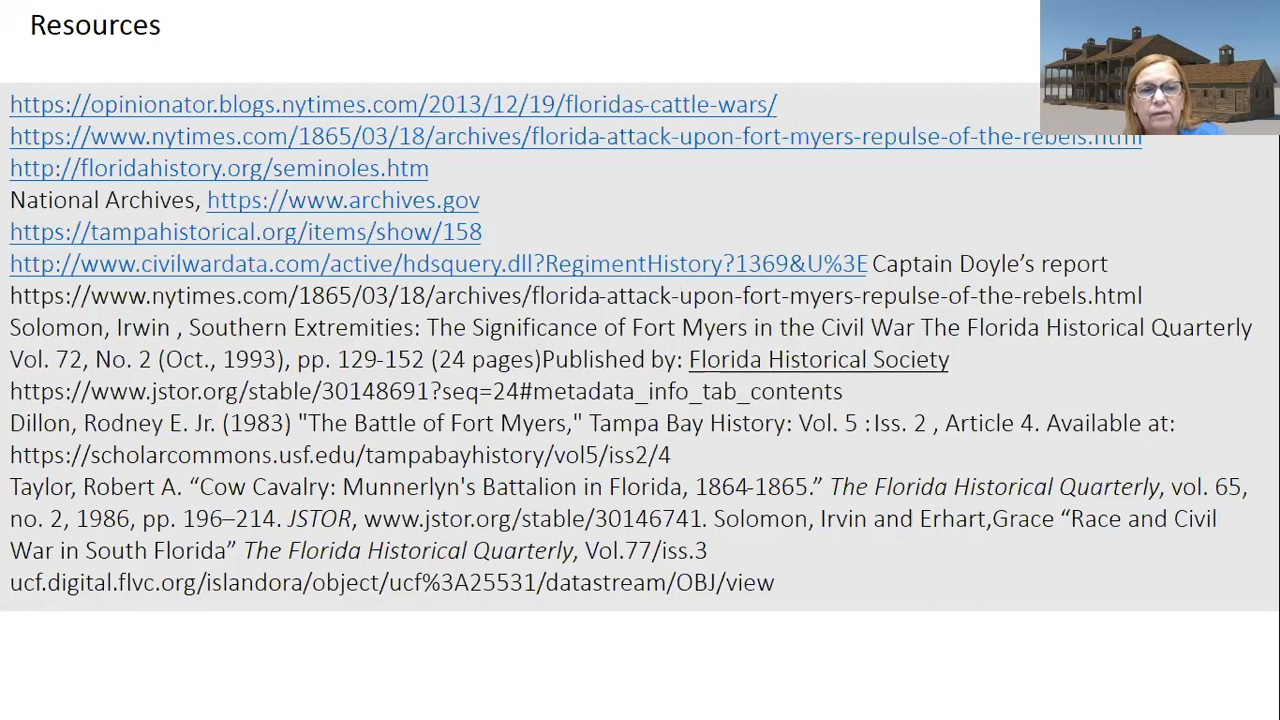 Resources
https://opinionator.blogs.nytimes.com/2013/12/19/floridas-cattle-wars/
https://www.nytimes.com/1865/03/18/archives/florida-attack-upon-fort-myers-repulse-of-the-rebels.html
http://floridahistory.org/seminoles.htm
National Archives, https://www.archives.gov
https://tampahistorical.org/items/show/158
http://www.civilwardata.com/active/hdsquery.dll?RegimentHistory?1369&U%3E Captain Doyle’s report
https://www.nytimes.com/1865/03/18/archives/florida-attack-upon-fort-myers-repulse-of-the-rebels.html
Solomon, Irwin , Southern Extremities: The Significance of Fort Myers in the Civil War The Florida Historical Quarterly
Vol. 72, No. 2 (Oct., 1993), pp. 129-152 (24 pages)Published by: Florida Historical Society
https://www.jstor.org/stable/30148691?seq=24#metadata_info_tab_contents
Dillon, Rodney E. Jr. (1983) "The Battle of Fort Myers," Tampa Bay History: Vol. 5 : Iss. 2 , Article 4. Available at:
https://scholarcommons.usf.edu/tampabayhistory/vol5/iss2/4
Taylor, Robert A. “Cow Cavalry: Munnerlyn's Battalion in Florida, 1864-1865.” The Florida Historical Quarterly, vol. 65,
no. 2, 1986, pp. 196–214. JSTOR, www.jstor.org/stable/30146741. Solomon, Irvin and Erhart,Grace “Race and Civil
War in South Florida” The Florida Historical Quarterly, Vol.77/iss.3
ucf.digital.flvc.org/islandora/object/ucf%3A25531/datastream/OBJ/view